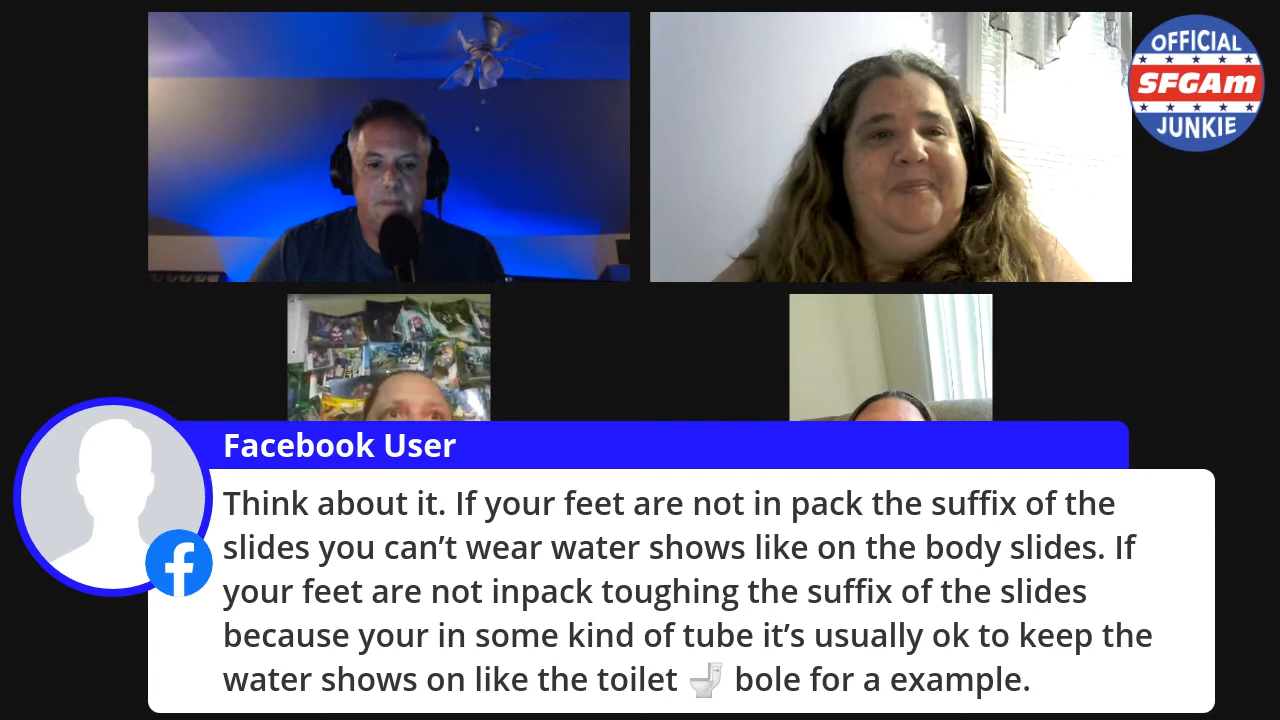 OFFICIAL
SFGAm
JUNKIE
Facebook User
Think about it. If your feet are not in pack the suffix of the
slides you can’t wear water shows like on the body slides. If
your feet are not inpack toughing the suffix of the slides
because your in some kind of tube it’s usually ok to keep the
water shows on like the toilet 🚽 bole for a example.